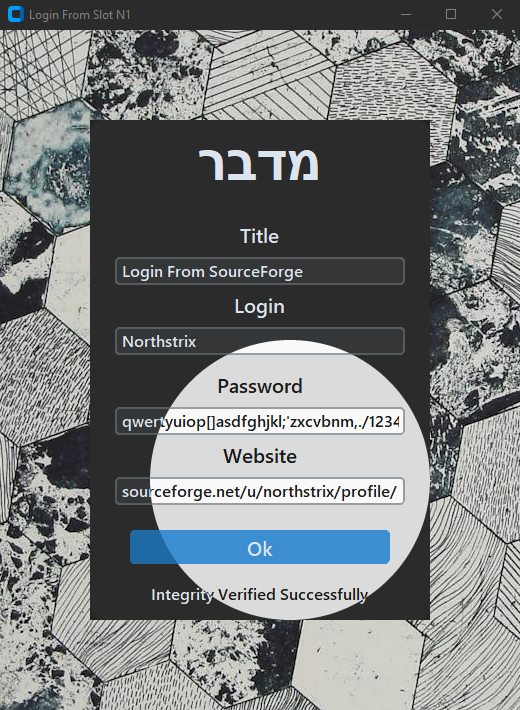 Login From Slot N1
מדבר
Title
Login From SourceForge
Login
Northstrix
Password
qwertyuiop[]asdfghjkl;'zxcvbnm,./1234
Website
sourceforge.net/u/northstrix/profile/
Ok
Integrity Verified Successfully